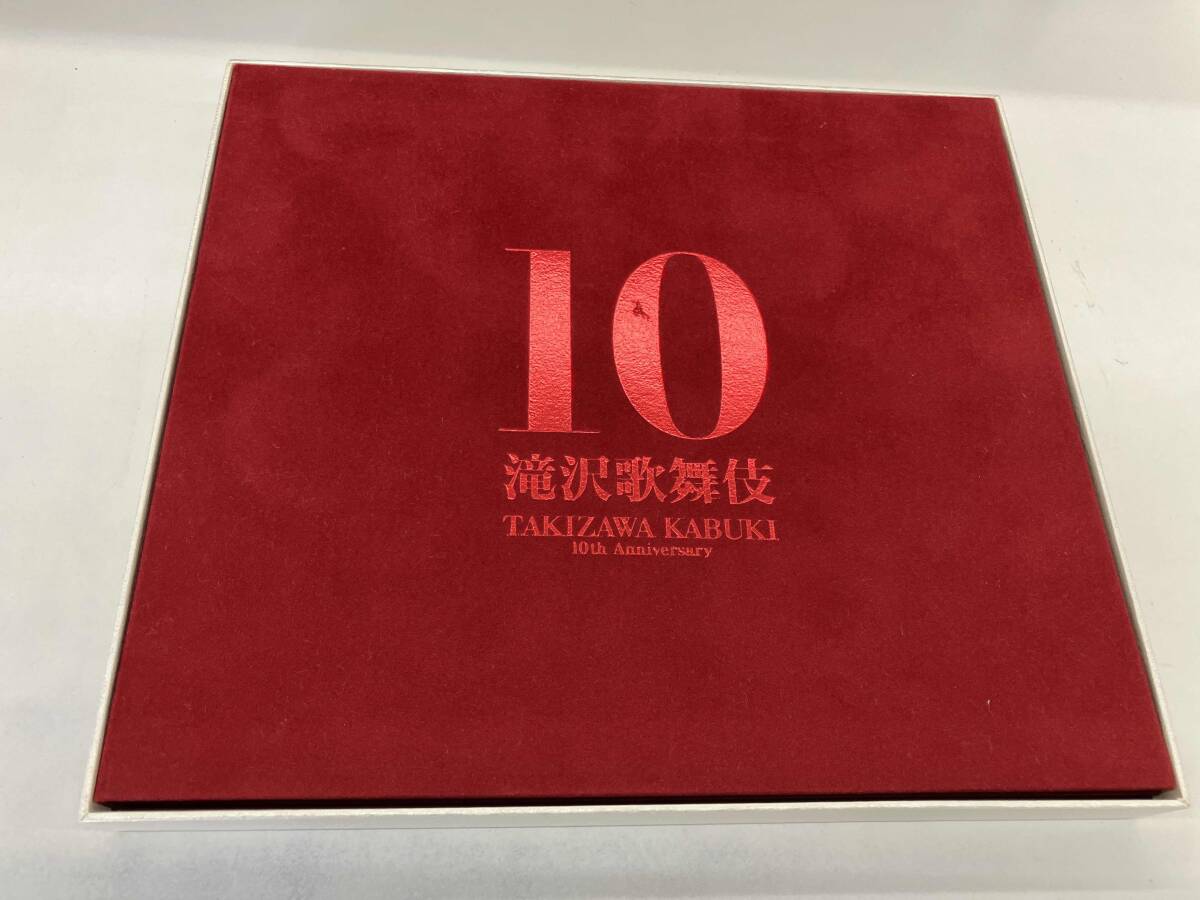 10
滝沢歌舞伎
TAKIZAWA KABUKI
10th Anniversary